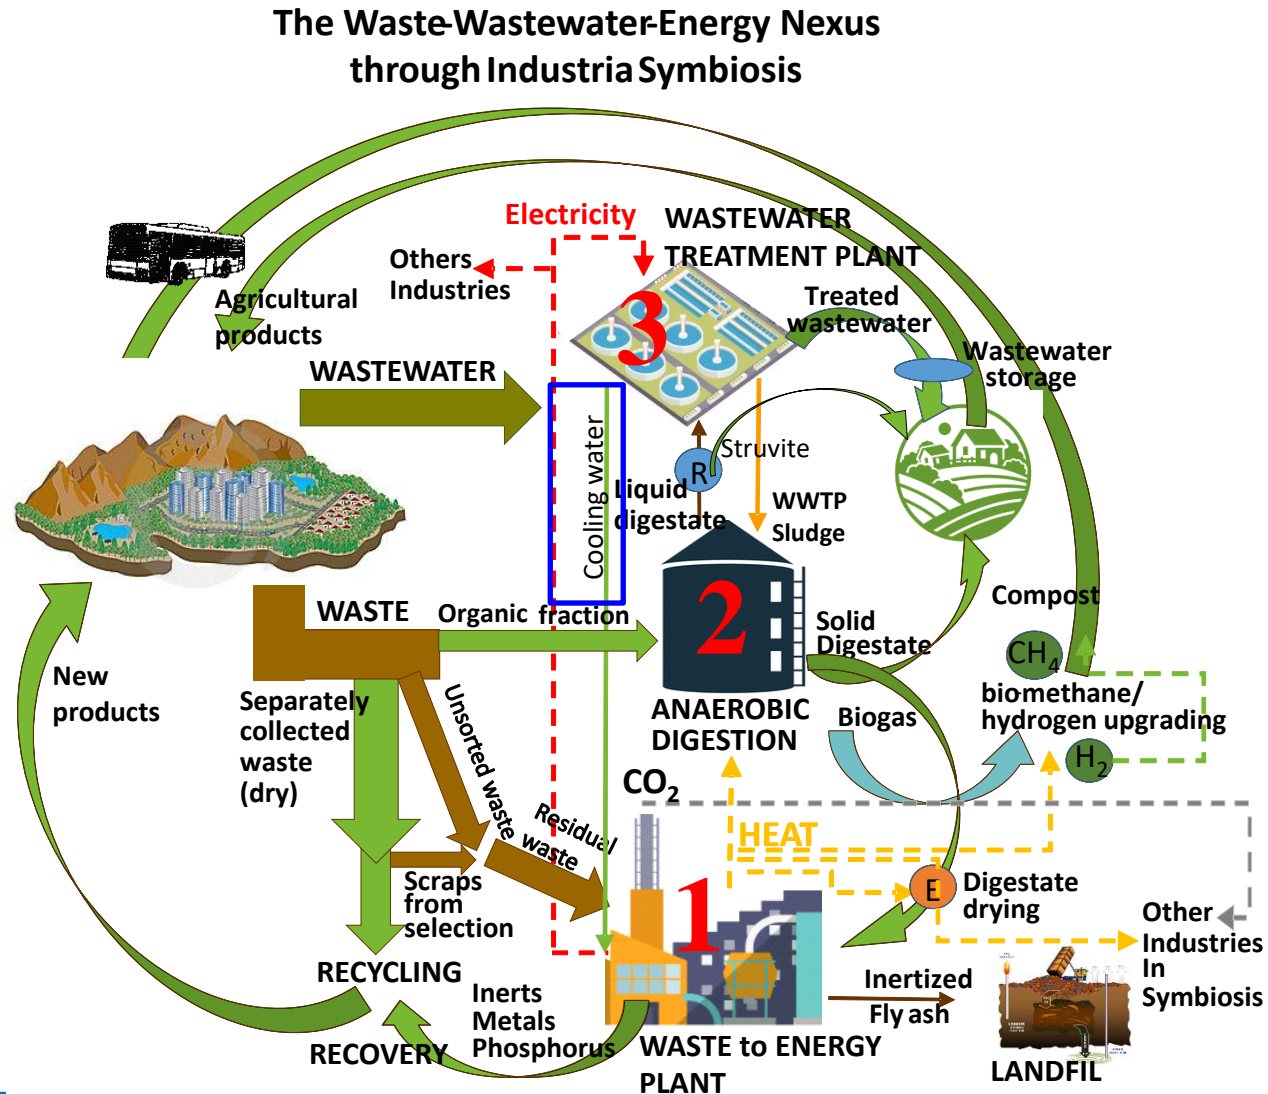 The Waste-Wastewater-Energy Nexus
through Industria Symbiosis
Electricity
WASTEWATER
TREATMENT PLANT
Others
Industries
Agricultural
products
Treated
wastewater
Wastewater
storage
WASTEWATER
3
Cooling water
R
Struvite
Liquid
digestate
WWTP
Sludge
2
WASTE
Organic fraction
Solid
Digestate
Compost
CH4
biomethane/
hydrogen upgrading
H2
New
products
Separately
collected
waste
(dry)
Unsorted waste
ANAEROBIC
DIGESTION
Biogas
CO2
HEAT
Residual
waste
Scraps
from
selection
1
E
Digestate
drying
Other
Industries
In
Symbiosis
RECYCLING
Inerts
Metals
Phosphorus
Inertized
Fly ash
RECOVERY
WASTE to ENERGY
PLANT
LANDFIL